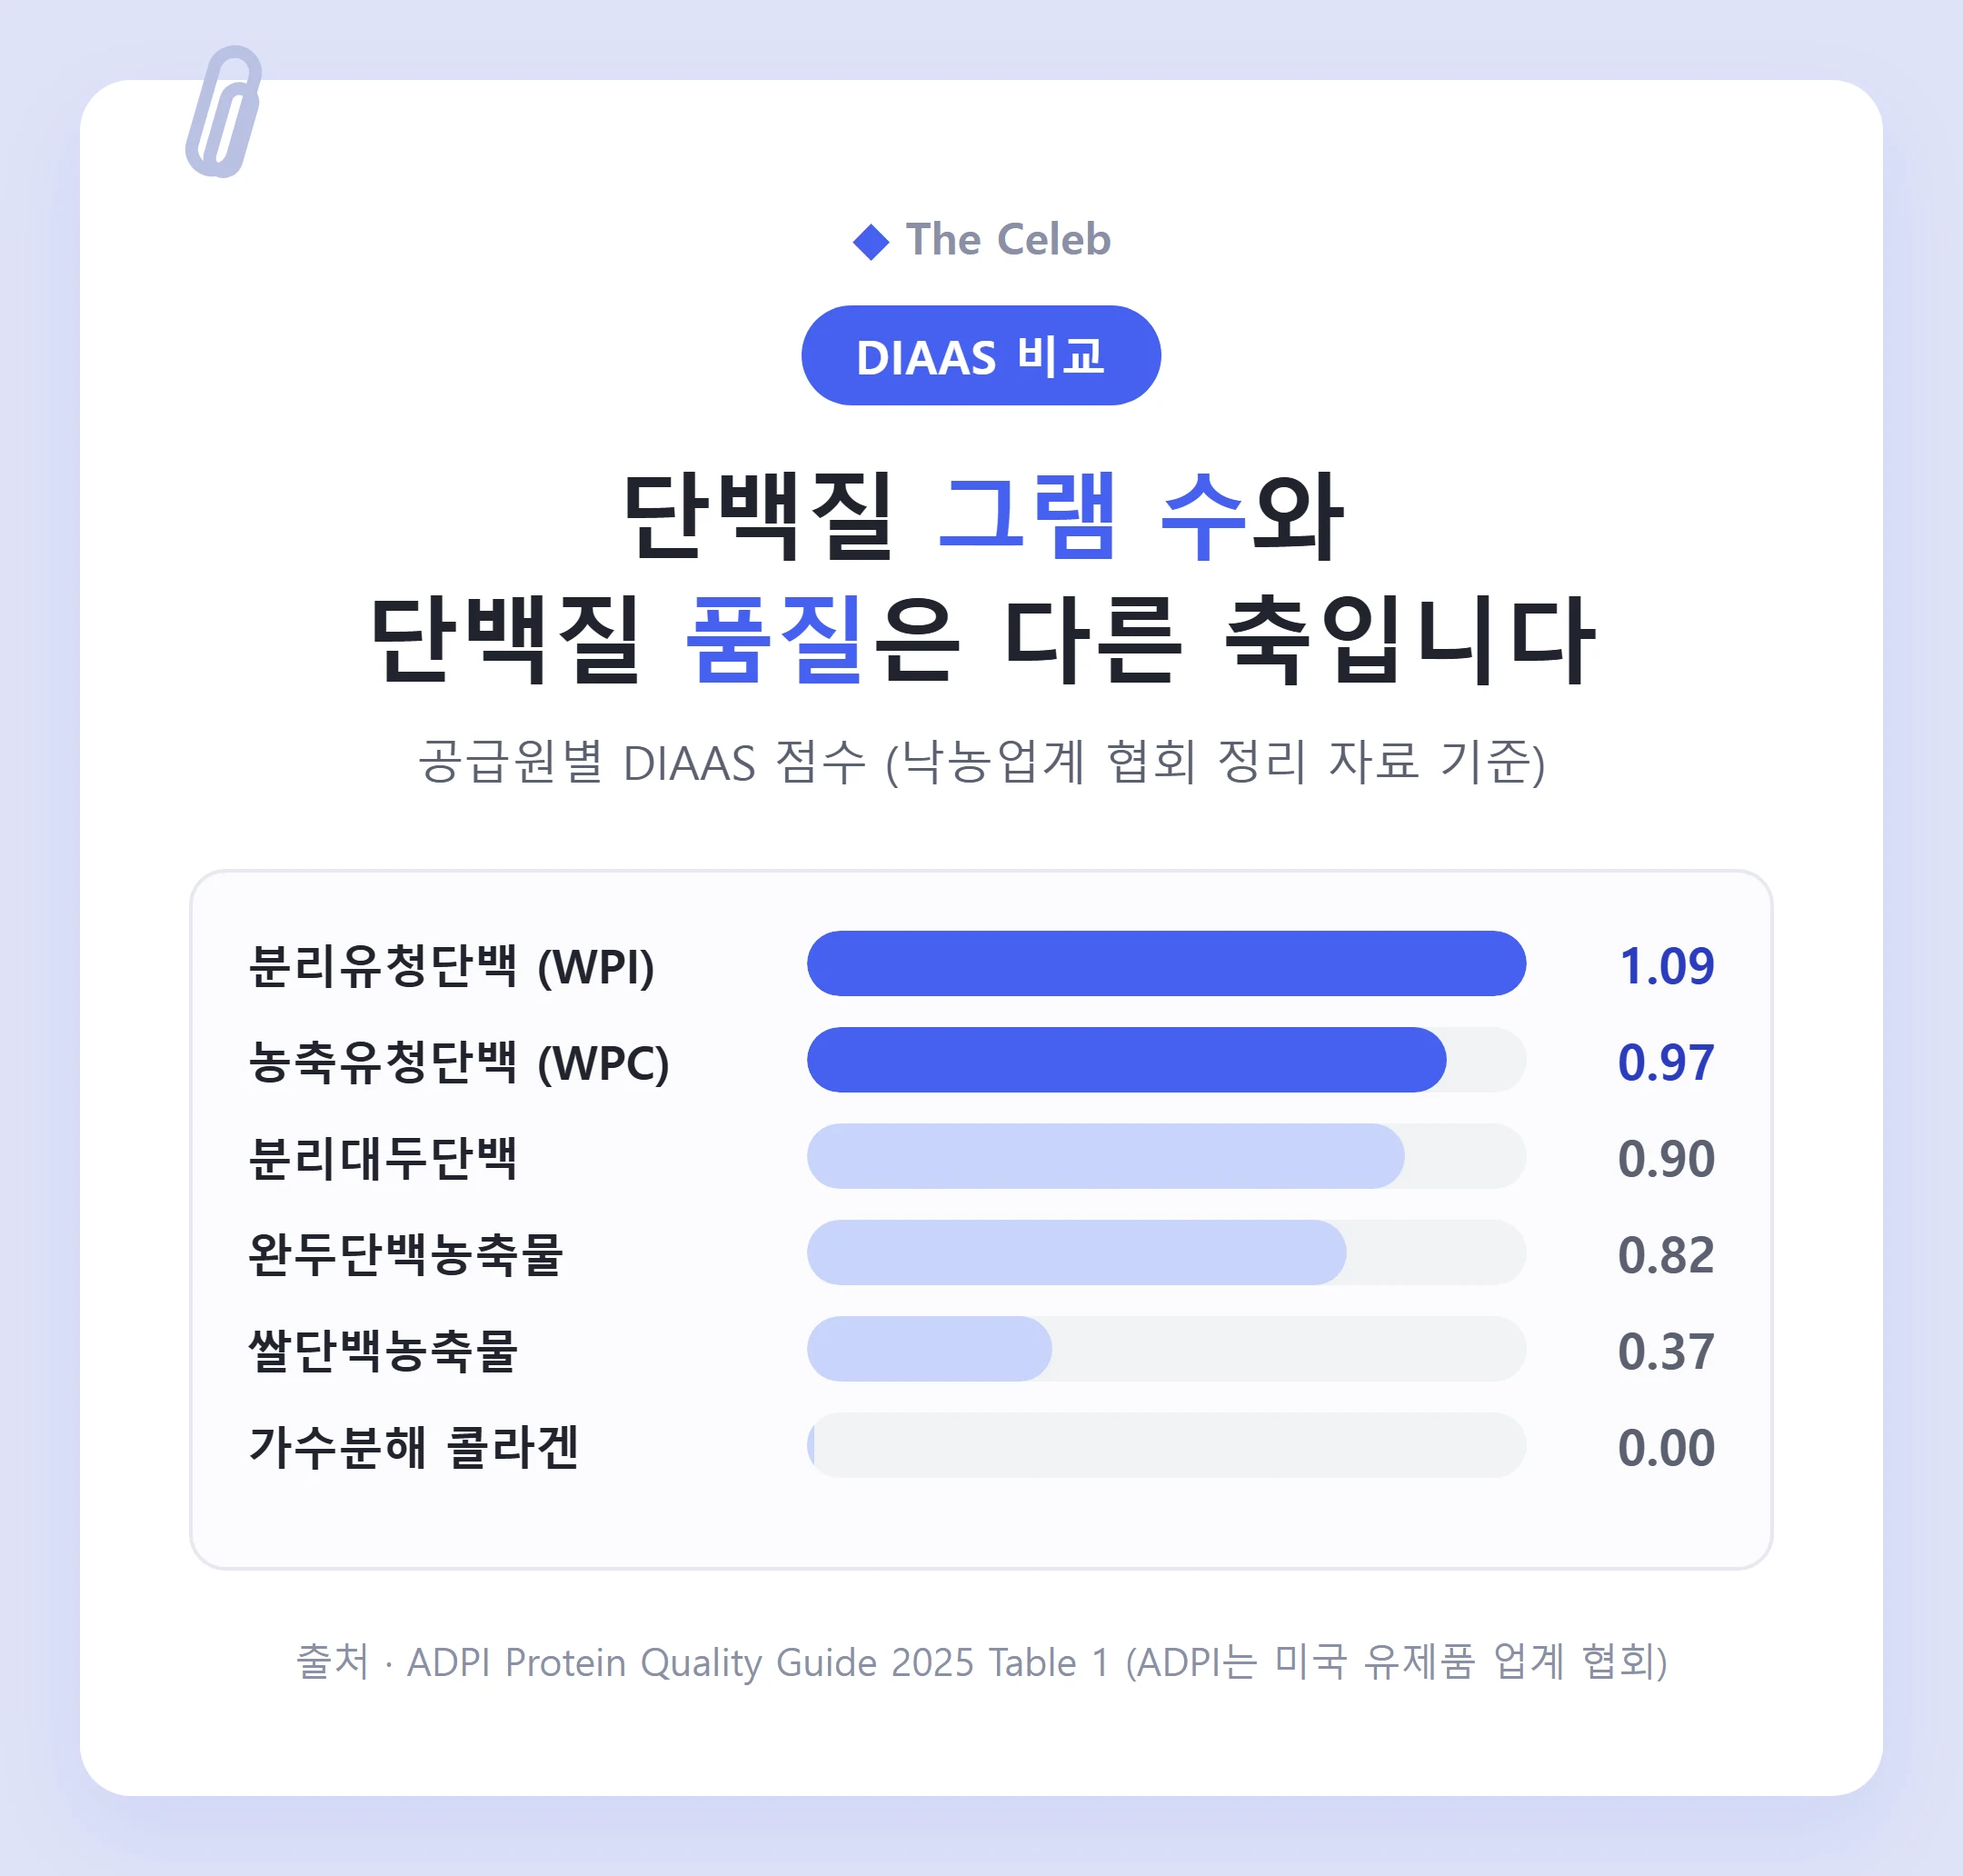 ◆ The Celeb
DIAAS 비교
단백질 그램 수와
단백질 품질은 다른 축입니다
공급원별 DIAAS 점수 (낙농업계 협회 정리 자료 기준)
분리유청단백 (WPI) 1.09
농축유청단백 (WPC) 0.97
분리대두단백 0.90
완두단백농축물 0.82
쌀단백농축물 0.37
가수분해 콜라겐 0.00
출처 · ADPI Protein Quality Guide 2025 Table 1 (ADPI는 미국 유제품 업계 협회)